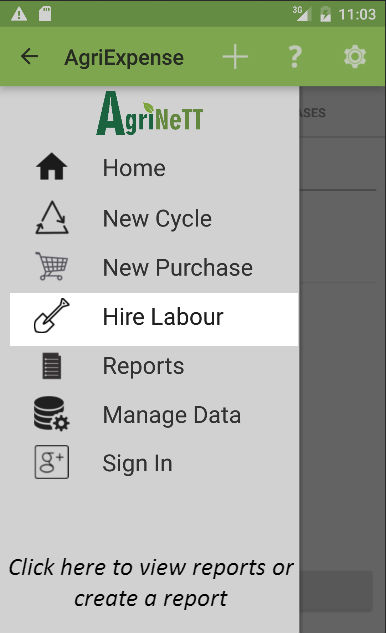 3G 11:03
AgriExpense + ?
AgriNeTT
ASES
Home
New Cycle
New Purchase
Hire Labour
Reports
Manage Data
g+ Sign In
Click here to view reports or
create a report